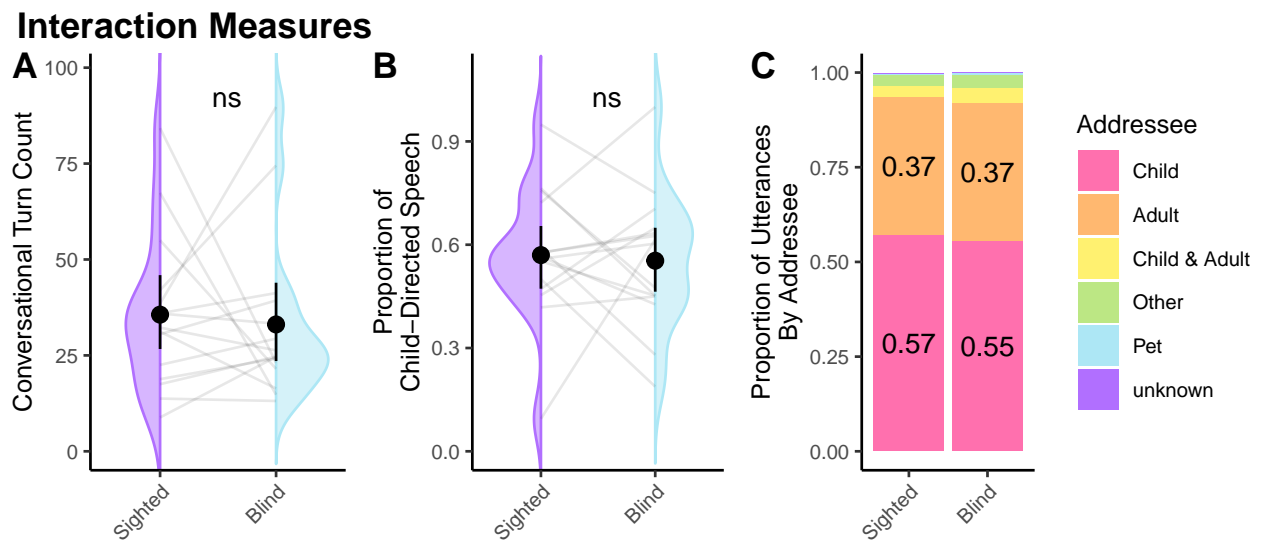 Interaction Measures
A
Conversational Turn Count
100
75
50
25
0
ns
Sighted
Blind
B
Proportion of
Child−Directed Speech
0.9
0.6
0.3
0.0
ns
Sighted
Blind
C
Proportion of Utterances
By Addressee
1.00
0.75
0.50
0.25
0.00
0.37
0.37
0.57
0.55
Sighted
Blind
Addressee
Child
Adult
Child & Adult
Other
Pet
unknown